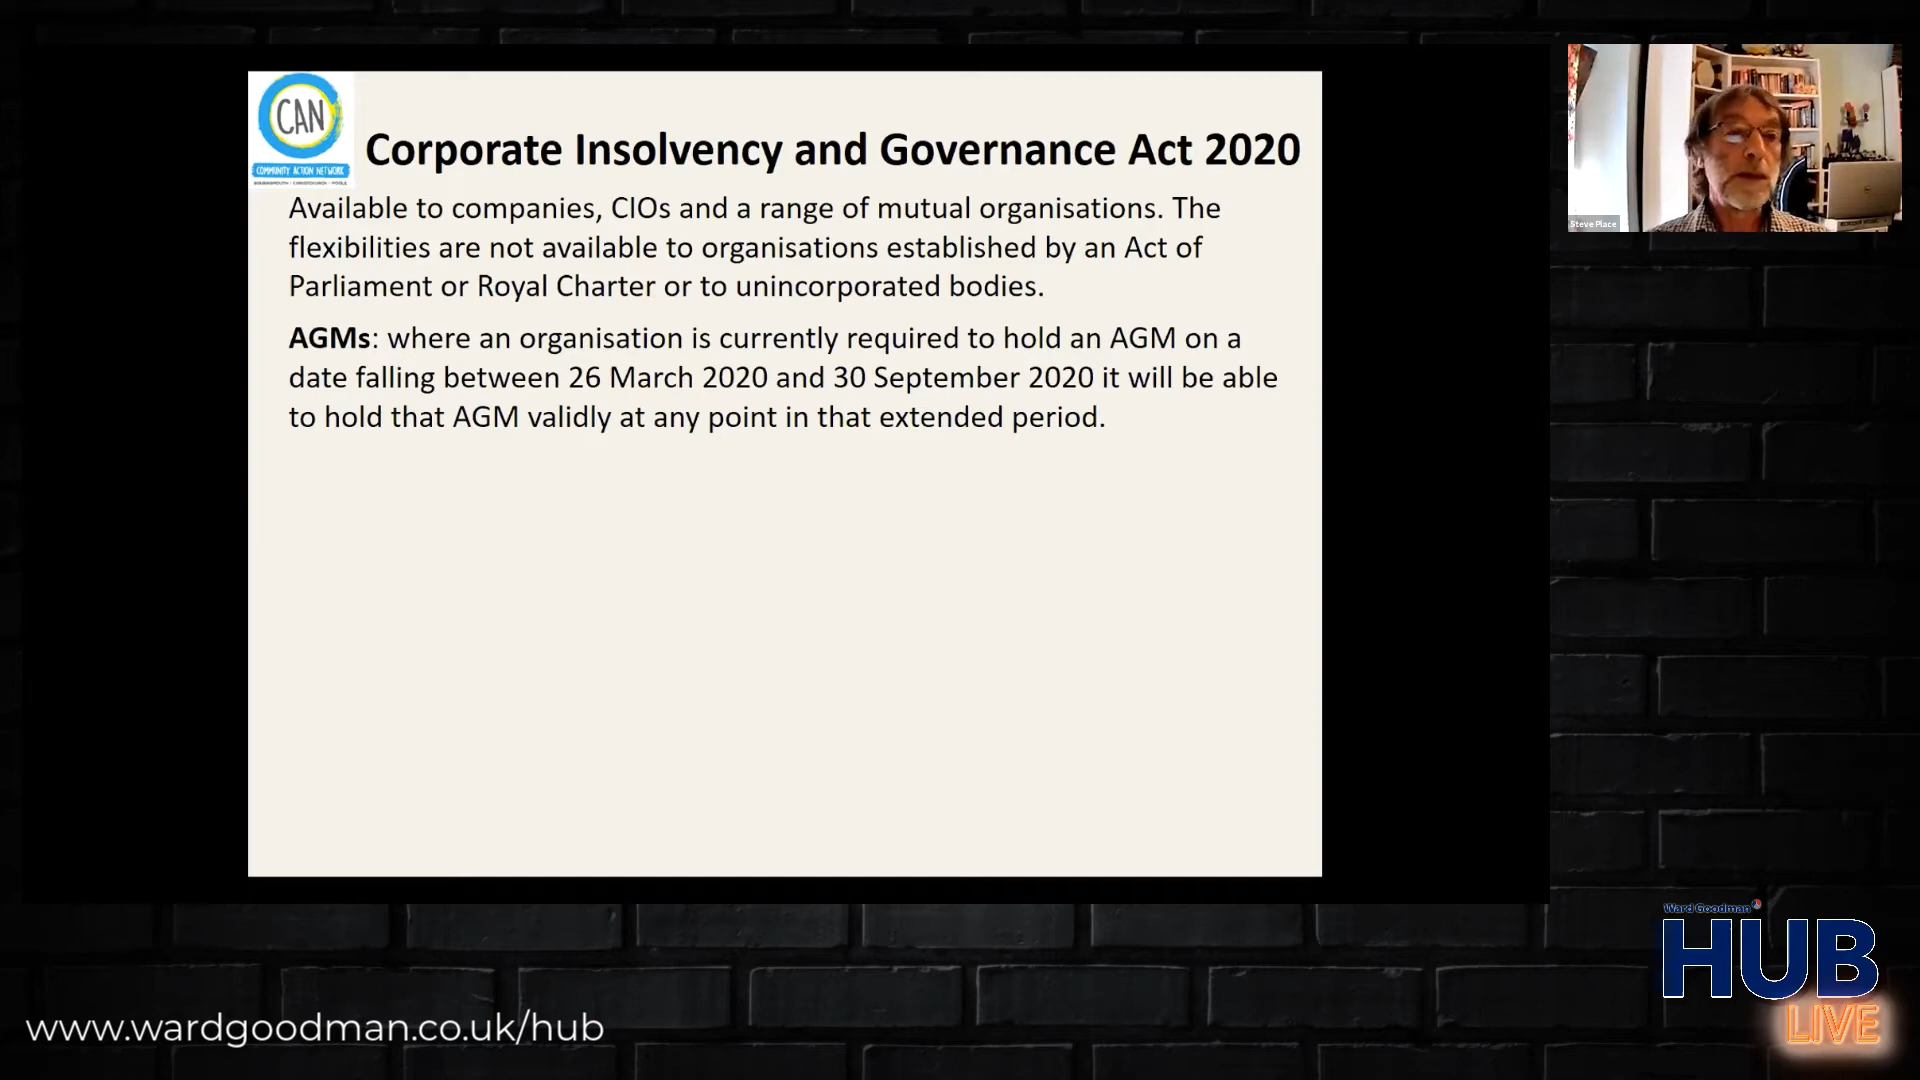 CAN
COMMUNITY ACTION NETWORK
BOURNEMOUTH • CHRISTCHURCH • POOLE
Corporate Insolvency and Governance Act 2020
Available to companies, CIOs and a range of mutual organisations. The
flexibilities are not available to organisations established by an Act of
Parliament or Royal Charter or to unincorporated bodies.
AGMs: where an organisation is currently required to hold an AGM on a
date falling between 26 March 2020 and 30 September 2020 it will be able
to hold that AGM validly at any point in that extended period.
Steve Place
Ward Goodman
HUB
LIVE
www.wardgoodman.co.uk/hub